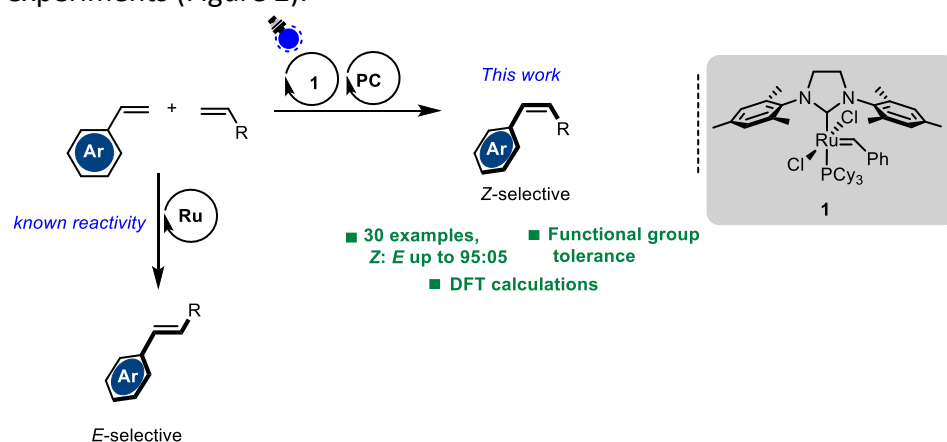 experiments (Figure 2).
1
PC
This work
+
R
Ar
R
Ar
Z-selective
known reactivity
Ru
30 examples,
Z: E up to 95:05
Functional group
tolerance
DFT calculations
R
Ar
E-selective
N
N
Cl
Ru
Cl
Ph
PCy3
1